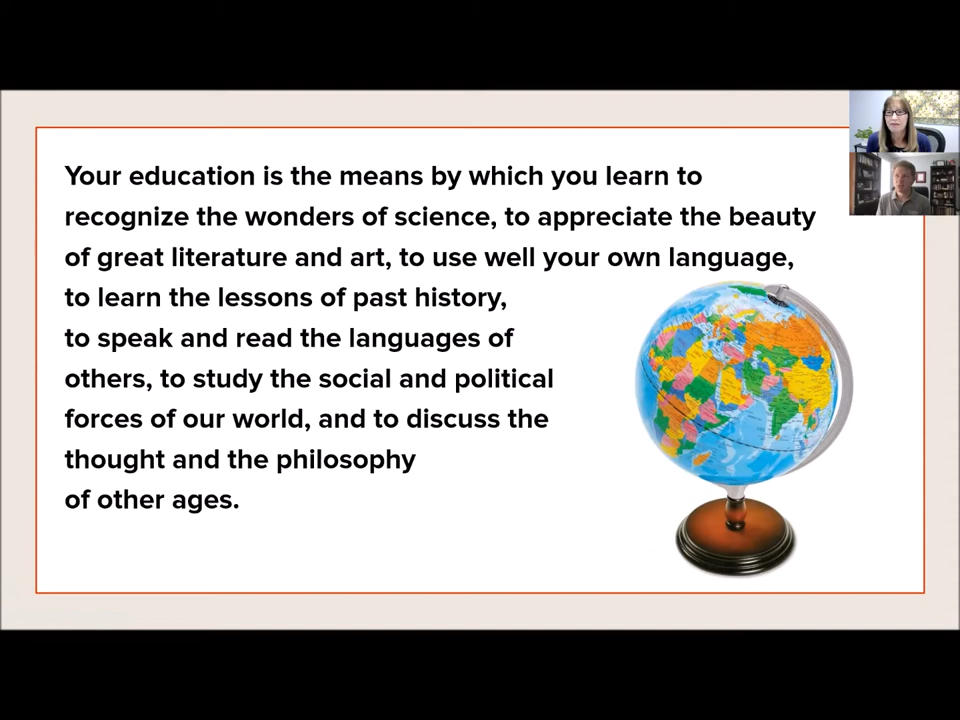 Your education is the means by which you learn to
recognize the wonders of science, to appreciate the beauty
of great literature and art, to use well your own language,
to learn the lessons of past history,
to speak and read the languages of
others, to study the social and political
forces of our world, and to discuss the
thought and the philosophy
of other ages.